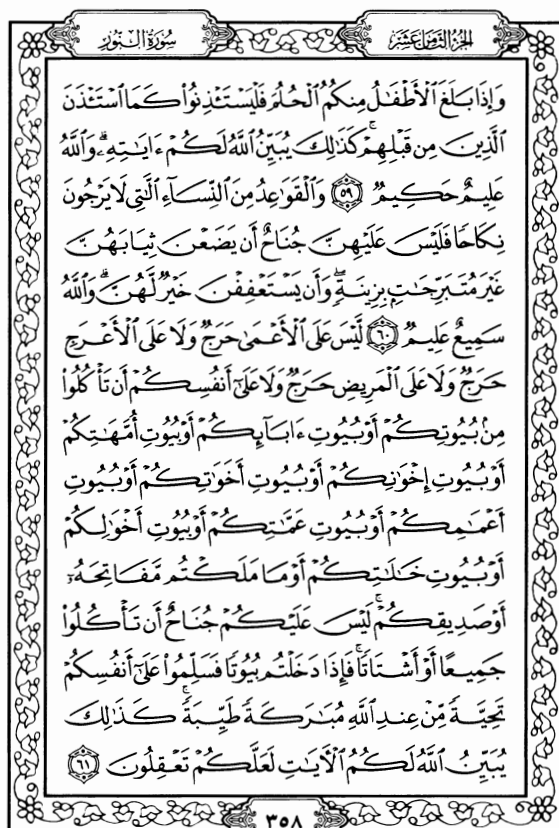 الجزء الثامن عشر
سورة النور
وَإِذَا بَلَغَ ٱلْأَطْفَٰلُ مِنكُمُ ٱلْحُلُمَ فَلْيَسْتَـْٔذِنُوا۟ كَمَا ٱسْتَـْٔذَنَ
ٱلَّذِينَ مِن قَبْلِهِمْ ۚ كَذَٰلِكَ يُبَيِّنُ ٱللَّهُ لَكُمْ ءَايَٰتِهِۦ ۗ وَٱللَّهُ
عَلِيمٌ حَكِيمٌ ٥٩ وَٱلْقَوَٰعِدُ مِنَ ٱلنِّسَآءِ ٱلَّٰتِى لَا يَرْجُونَ
نِكَاحًا فَلَيْسَ عَلَيْهِنَّ جُنَاحٌ أَن يَضَعْنَ ثِيَابَهُنَّ
غَيْرَ مُتَبَرِّجَٰتٍۭ بِزِينَةٍ ۖ وَأَن يَسْتَعْفِفْنَ خَيْرٌ لَّهُنَّ ۗ وَٱللَّهُ
سَمِيعٌ عَلِيمٌ ٦٠ لَّيْسَ عَلَى ٱلْأَعْمَىٰ حَرَجٌ وَلَا عَلَى ٱلْأَعْرَجِ
حَرَجٌ وَلَا عَلَى ٱلْمَرِيضِ حَرَجٌ وَلَا عَلَىٰٓ أَنفُسِكُمْ أَن تَأْكُلُوا۟
مِنۢ بُيُوتِكُمْ أَوْ بُيُوتِ ءَابَآئِكُمْ أَوْ بُيُوتِ أُمَّهَٰتِكُمْ
أَوْ بُيُوتِ إِخْوَٰنِكُمْ أَوْ بُيُوتِ أَخَوَٰتِكُمْ أَوْ بُيُوتِ
أَعْمَٰمِكُمْ أَوْ بُيُوتِ عَمَّٰتِكُمْ أَوْ بُيُوتِ أَخْوَٰلِكُمْ
أَوْ بُيُوتِ خَٰلَٰتِكُمْ أَوْ مَا مَلَكْتُم مَّفَاتِحَهُۥٓ
أَوْ صَدِيقِكُمْ ۚ لَيْسَ عَلَيْكُمْ جُنَاحٌ أَن تَأْكُلُوا۟
جَمِيعًا أَوْ أَشْتَاتًا ۚ فَإِذَا دَخَلْتُم بُيُوتًا فَسَلِّمُوا۟ عَلَىٰٓ أَنفُسِكُمْ
تَحِيَّةً مِّنْ عِندِ ٱللَّهِ مُبَٰرَكَةً طَيِّبَةً ۚ كَذَٰلِكَ
يُبَيِّنُ ٱللَّهُ لَكُمُ ٱلْءَايَٰتِ لَعَلَّكُمْ تَعْقِلُونَ ٦١
٣٥٨